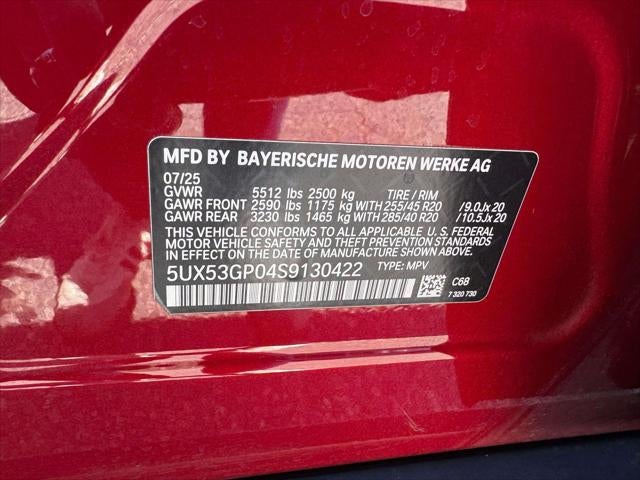 MFD BY BAYERISCHE MOTOREN WERKE AG
07/25
GVWR 5512 lbs 2500 kg TIRE / RIM
GAWR FRONT 2590 lbs 1175 kg WITH 255/45 R20 /9.0Jx 20
GAWR REAR 3230 lbs 1465 kg WITH 285/40 R20 /10.5Jx 20
THIS VEHICLE CONFORMS TO ALL APPLICABLE U. S. FEDERAL
MOTOR VEHICLE SAFETY, BUMPER, AND THEFT PREVENTION STANDARDS
IN EFFECT ON THE DATE OF MANUFACTURE SHOWN ABOVE.
5UX53GP04S9130422 TYPE: MPV
C68
7 320 730